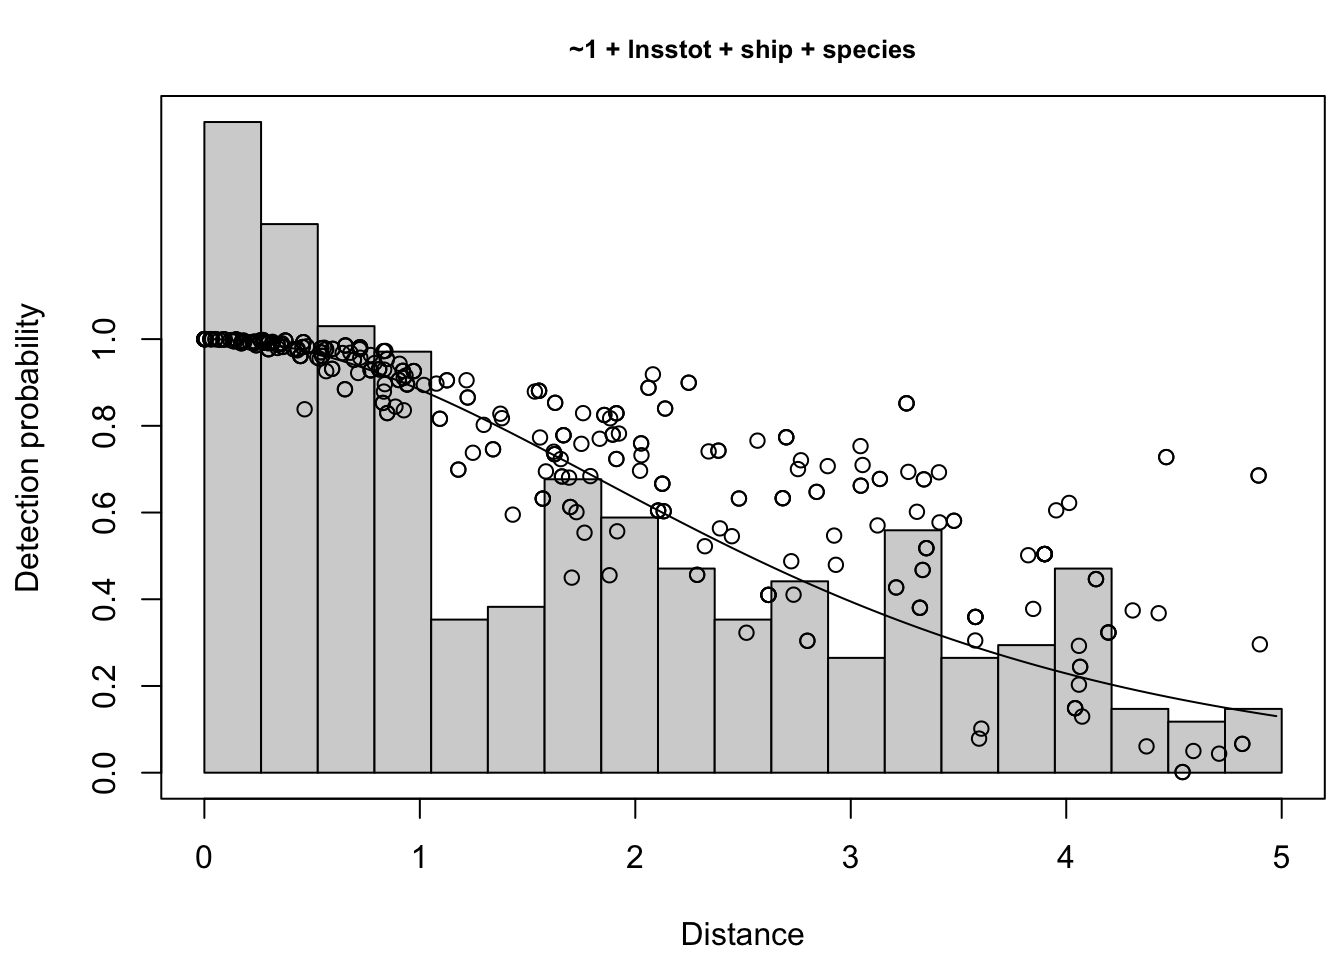 ~1 + lnsstot + ship + species
Detection probability
1.0
0.8
0.6
0.4
0.2
0.0
0 1 2 3 4 5
Distance